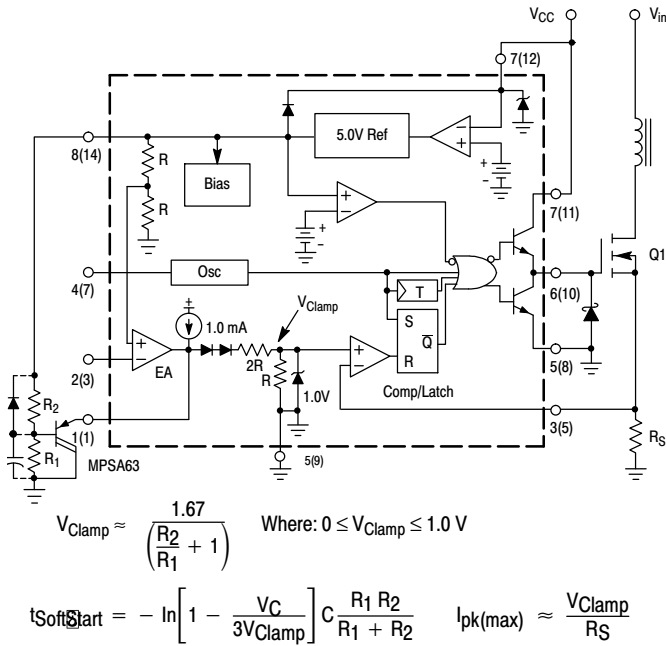 VCC
Vin
7(12)
8(14)
R
R
Bias
5.0V Ref
+
−
+
−
+
−
+
−
7(11)
Q1
4(7)
Osc
T
6(10)
VClamp
+
1.0 mA
S
Q
R
5(8)
+
−
EA
2R
R
1.0V
+
−
Comp/Latch
2(3)
R2
1(1)
R1
MPSA63
5(9)
3(5)
RS
VClamp ≈ 1.67 / (R2/R1 + 1) Where: 0 ≤ VClamp ≤ 1.0 V
tSoftStart = − ln[1 − VC/3VClamp] C R1 R2/R1 + R2 Ipk(max) ≈ VClamp/RS